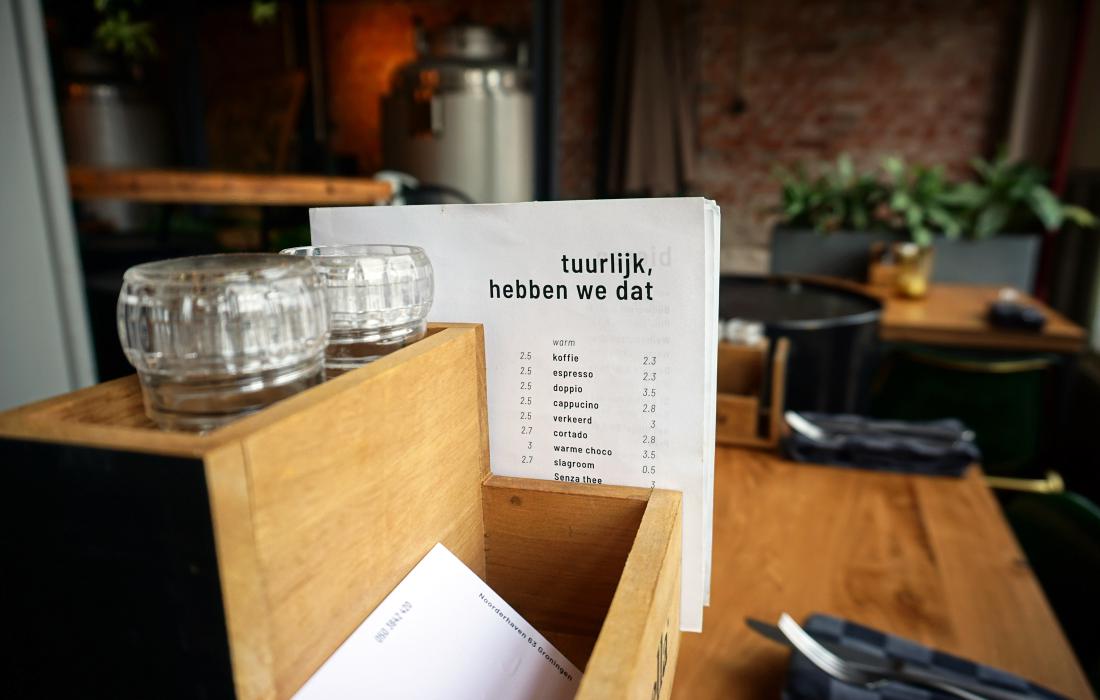 tuurlijk,
hebben we dat
warm
2.5 koffie 2.3
2.5 espresso 2.3
2.5 doppio 3.5
2.5 cappucino 2.8
2.5 verkeerd 3
2.7 cortado 2.8
3 warme choco 3.5
2.7 slagroom 0.5
Senza thee 3
Noorderhaven 63 Groningen